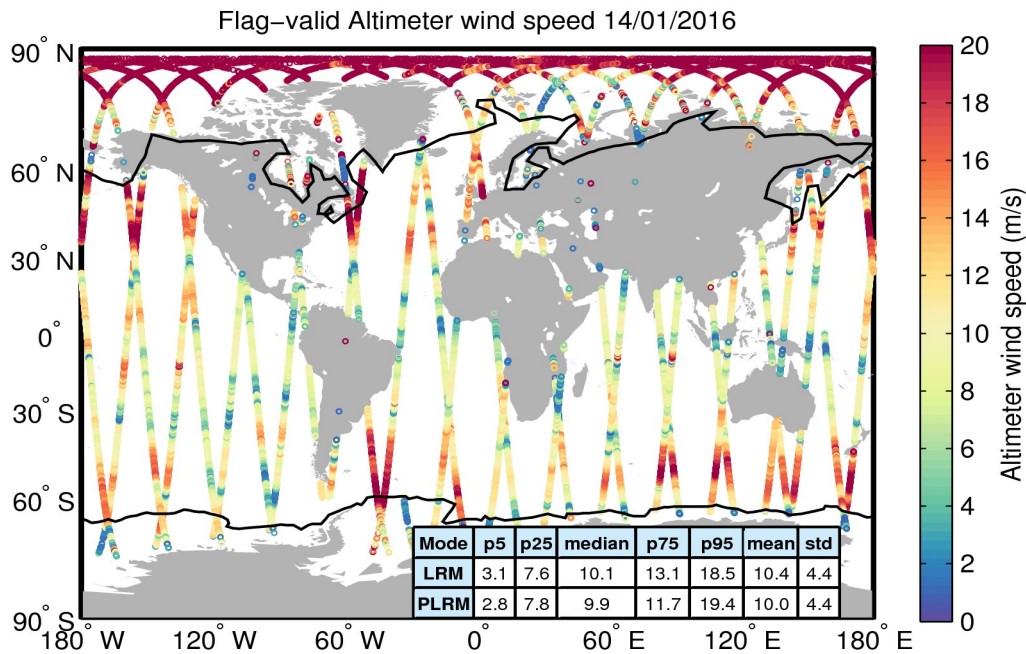 Flag−valid Altimeter wind speed 14/01/2016
90° N
60° N
30° N
0°
30° S
60° S
90° S
180° W
120° W
60° W
0°
60° E
120° E
180° E
Mode p5 p25 median p75 p95 mean std
LRM 3.1 7.6 10.1 13.1 18.5 10.4 4.4
PLRM 2.8 7.8 9.9 11.7 19.4 10.0 4.4
20
18
16
14
12
10
8
6
4
2
0
Altimeter wind speed (m/s)